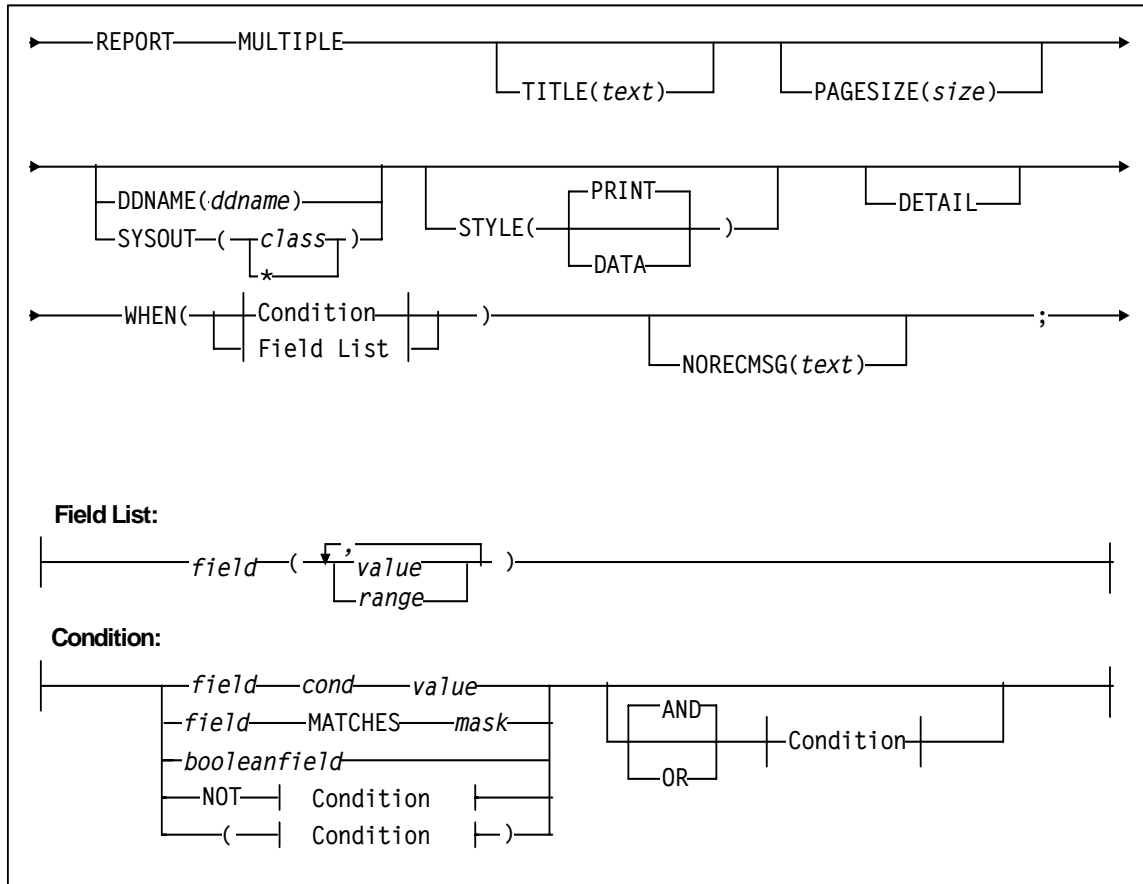 REPORT MULTIPLE
TITLE(text) PAGESIZE(size)
DDNAME(ddname)
SYSOUT ( class )
*
STYLE( PRINT )
DATA
DETAIL
WHEN( Condition )
Field List
NORECMSG(text)
;
Field List:
field ( , value )
range
Condition:
field cond value
field MATCHES mask
booleanfield
NOT Condition
( Condition )
AND
OR
Condition